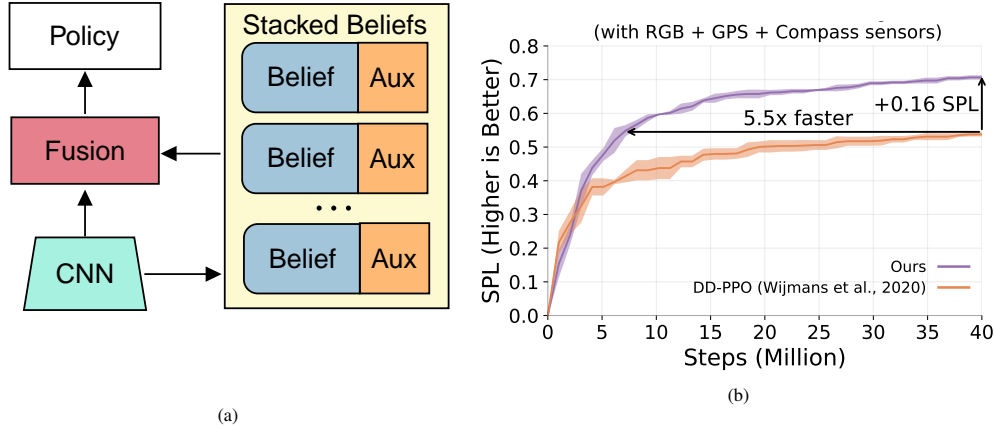 Policy
Fusion
CNN
Stacked Beliefs
Belief Aux
Belief Aux
...
Belief Aux
(a)
(with RGB + GPS + Compass sensors)
SPL (Higher is Better)
0.8
0.7
0.6
0.5
0.4
0.3
0.2
0.1
0.0
+0.16 SPL
5.5x faster
Ours
DD-PPO (Wijmans et al., 2020)
0 5 10 15 20 25 30 35 40
Steps (Million)
(b)